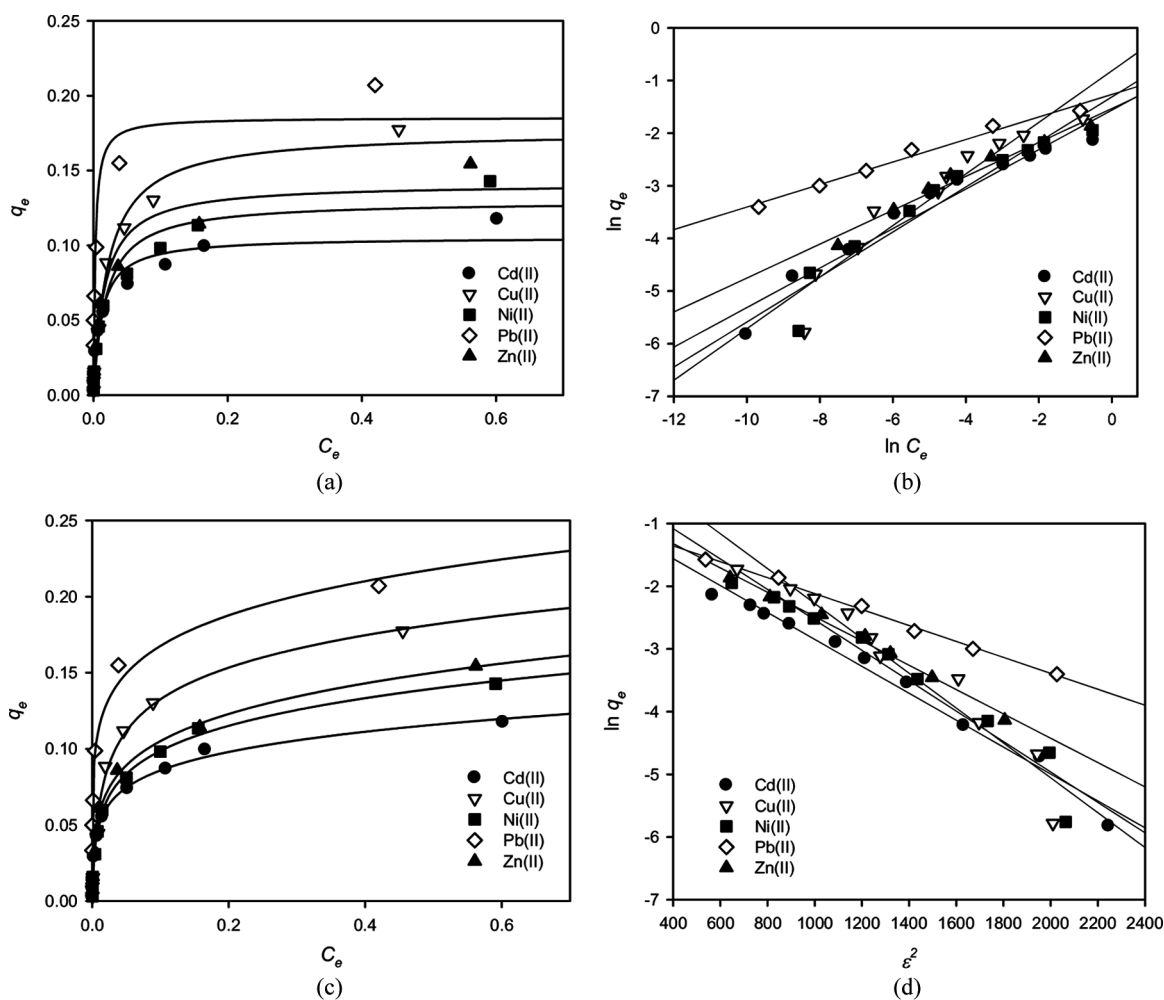 0.25
0.20
0.15
0.10
0.05
0.00
qe
0.0 0.2 0.4 0.6
Ce
Cd(II)
Cu(II)
Ni(II)
Pb(II)
Zn(II)
(a)
0
-1
-2
-3
-4
-5
-6
-7
ln qe
-12 -10 -8 -6 -4 -2 0
ln Ce
Cd(II)
Cu(II)
Ni(II)
Pb(II)
Zn(II)
(b)
0.25
0.20
0.15
0.10
0.05
0.00
qe
0.0 0.2 0.4 0.6
Ce
Cd(II)
Cu(II)
Ni(II)
Pb(II)
Zn(II)
(c)
-1
-2
-3
-4
-5
-6
-7
ln qe
400 600 800 1000 1200 1400 1600 1800 2000 2200 2400
ε2
Cd(II)
Cu(II)
Ni(II)
Pb(II)
Zn(II)
(d)